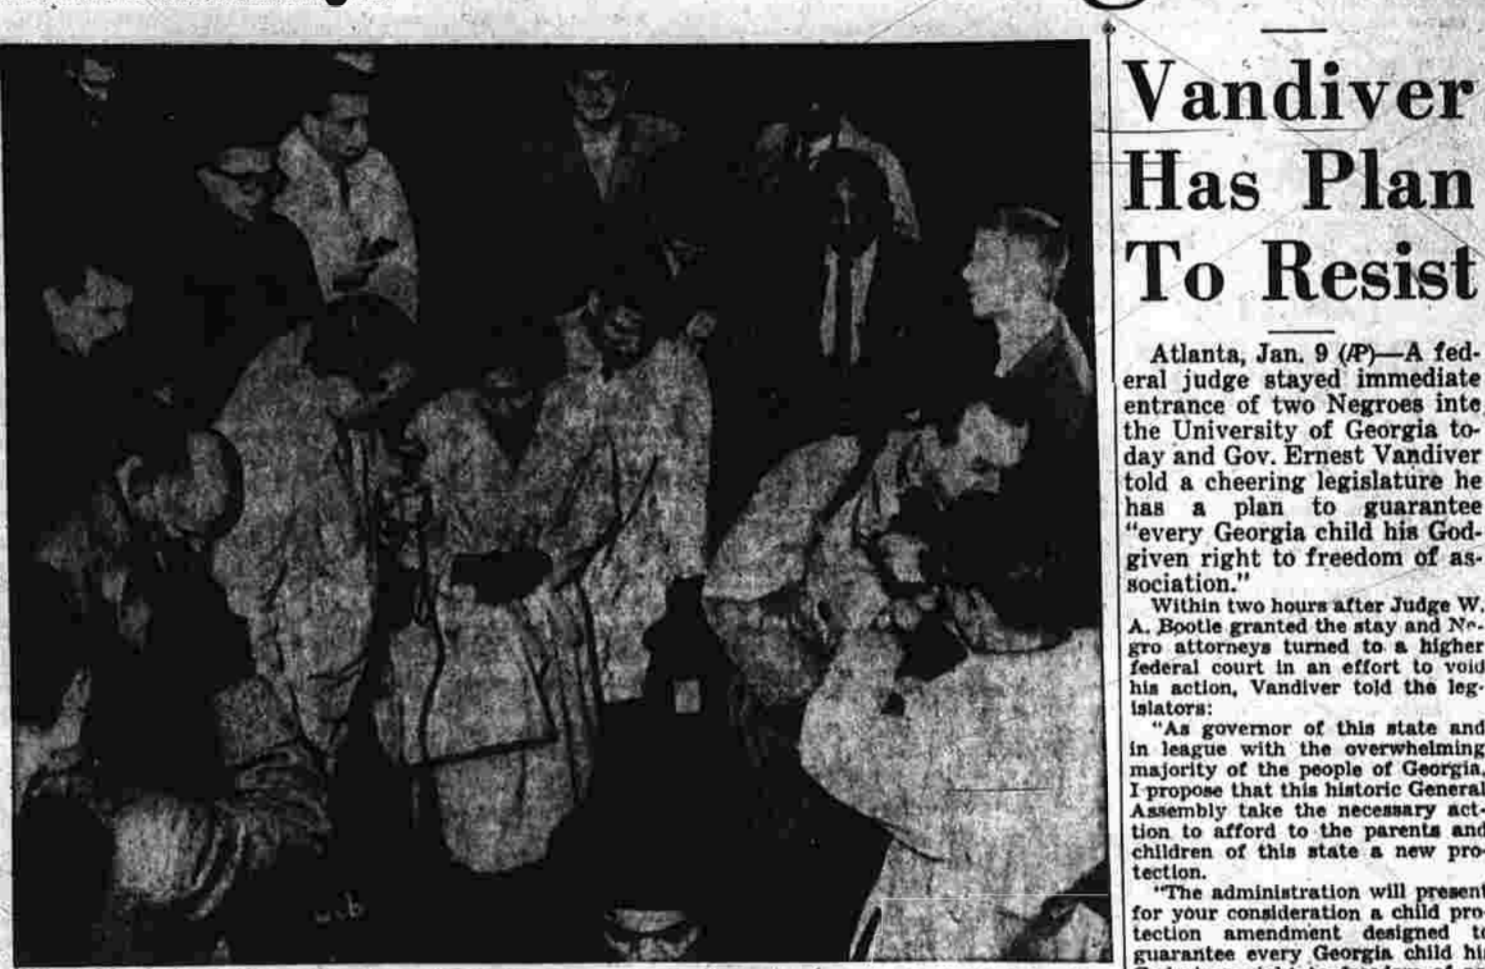 Vandiver
Has Plan
To Resist
Atlanta, Jan. 9 (AP)—A fed-
eral judge stayed immediate
entrance of two Negroes inte
the University of Georgia to-
day and Gov. Ernest Vandiver
told a cheering legislature he
has a plan to guarantee
"every Georgia child his God-
given right to freedom of as-
sociation."
Within two hours after Judge W.
A. Bootle granted the stay and Ne-
gro attorneys turned to a higher
federal court in an effort to void
his action, Vandiver told the leg-
islators:
"As governor of this state and
in league with the overwhelming
majority of the people of Georgia,
I propose that this historic General
Assembly take the necessary act-
tion to afford to the parents and
children of this state a new pro-
tection.
"The administration will present
for your consideration a child pro-
tection amendment designed to
guarantee every Georgia child his